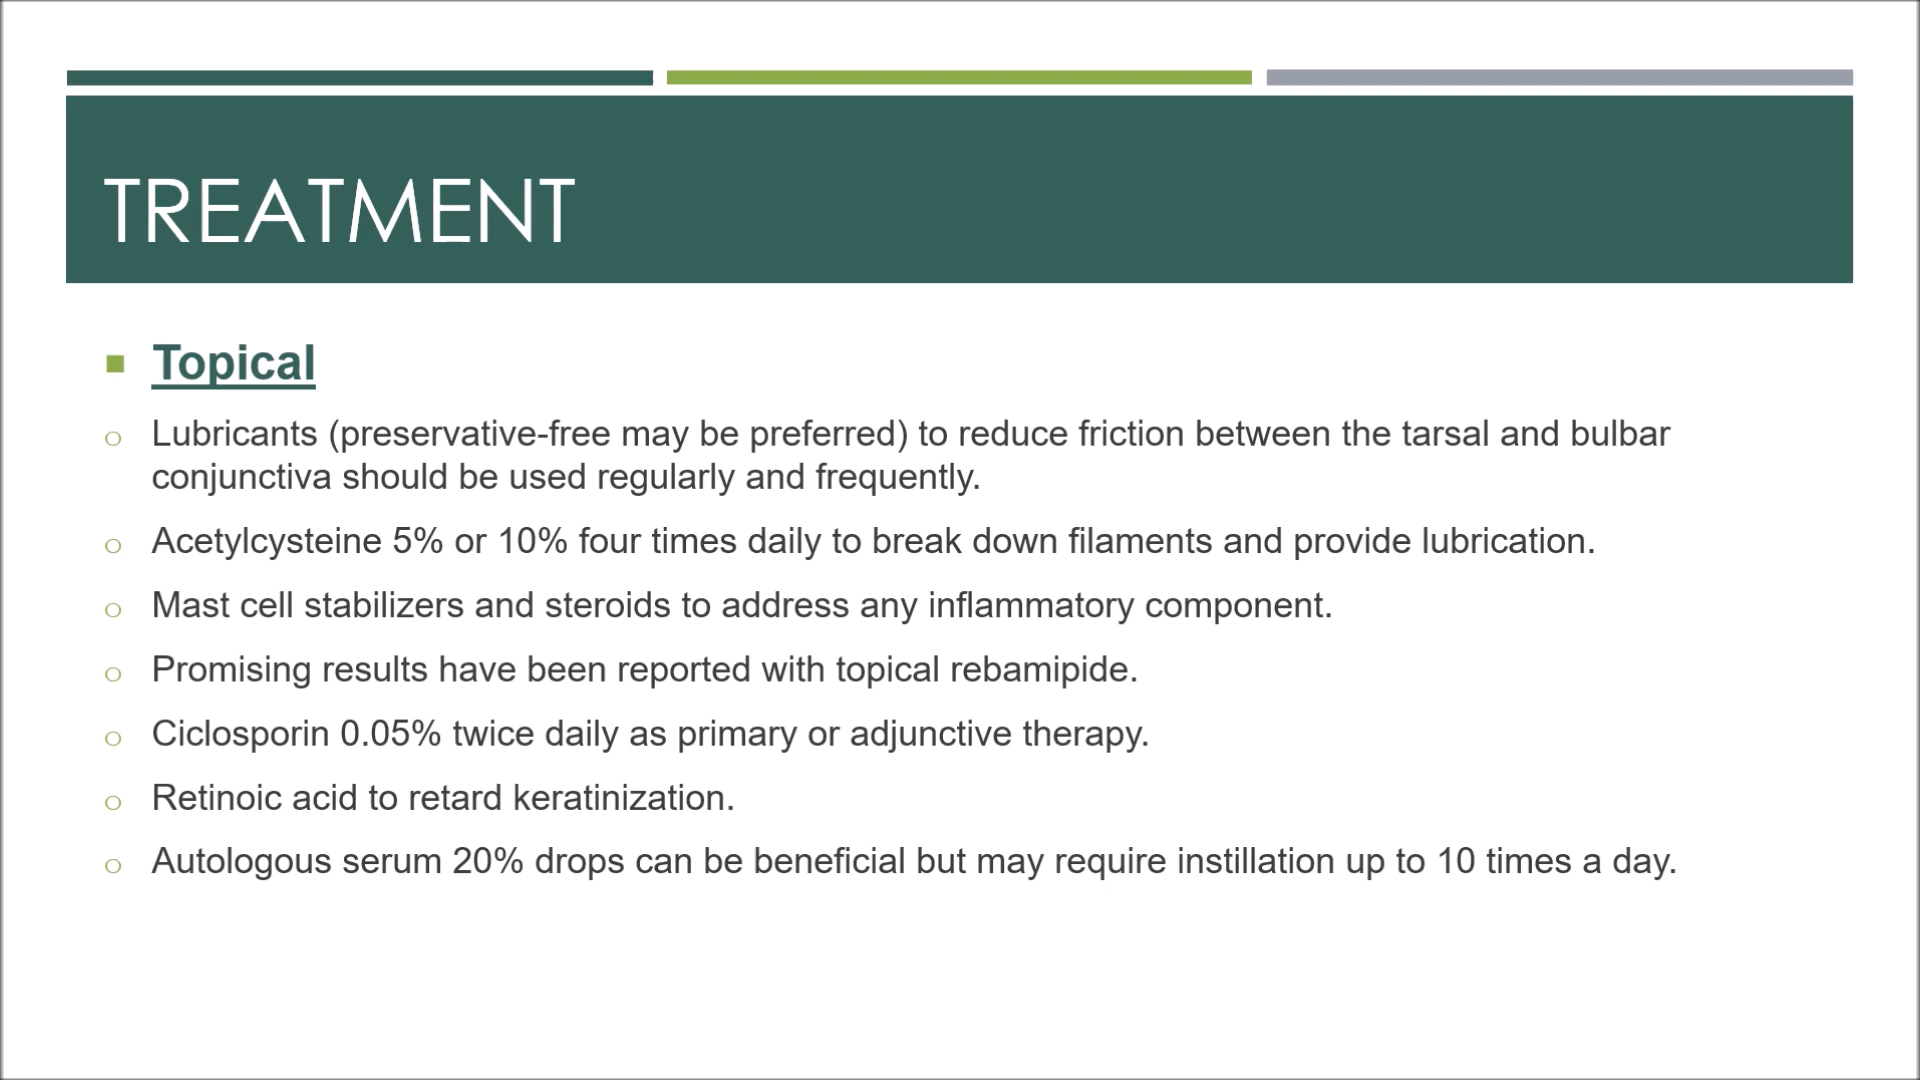 TREATMENT
Topical
Lubricants (preservative-free may be preferred) to reduce friction between the tarsal and bulbar
conjunctiva should be used regularly and frequently.
Acetylcysteine 5% or 10% four times daily to break down filaments and provide lubrication.
Mast cell stabilizers and steroids to address any inflammatory component.
Promising results have been reported with topical rebamipide.
Ciclosporin 0.05% twice daily as primary or adjunctive therapy.
Retinoic acid to retard keratinization.
Autologous serum 20% drops can be beneficial but may require instillation up to 10 times a day.